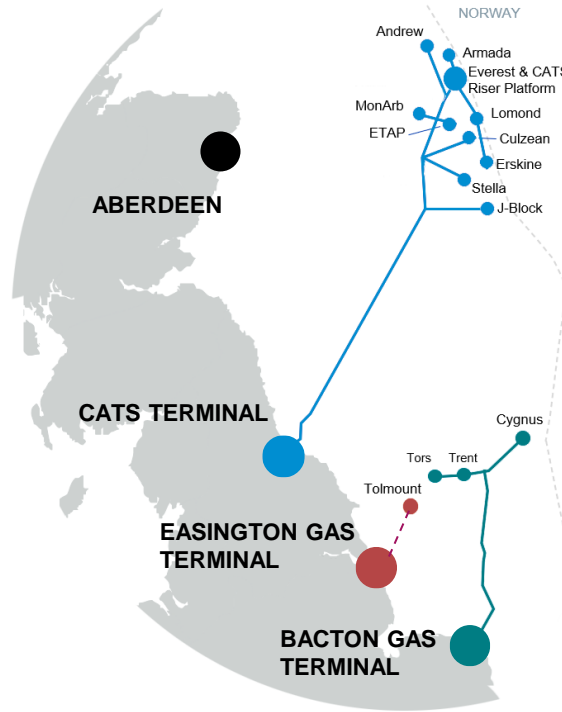 NORWAY
Andrew
Armada
Everest & CATS
Riser Platform
MonArb
Lomond
ETAP
Culzean
Erskine
Stella
J-Block
ABERDEEN
CATS TERMINAL
Cygnus
Tors
Trent
Tolmount
EASINGTON GAS
TERMINAL
BACTON GAS
TERMINAL